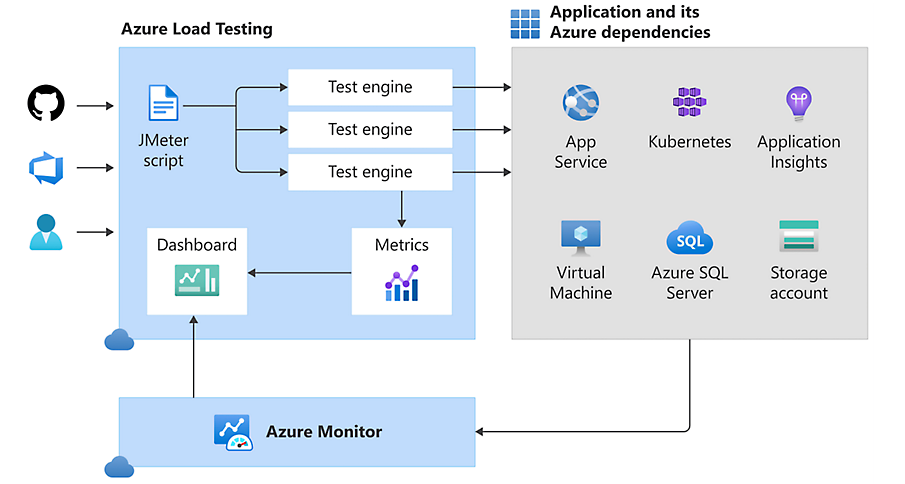 Azure Load Testing
Application and its
Azure dependencies
JMeter
script
Test engine
Test engine
Test engine
Dashboard
Metrics
App
Service
Kubernetes
Application
Insights
Virtual
Machine
SQL
Azure SQL
Server
Storage
account
Azure Monitor